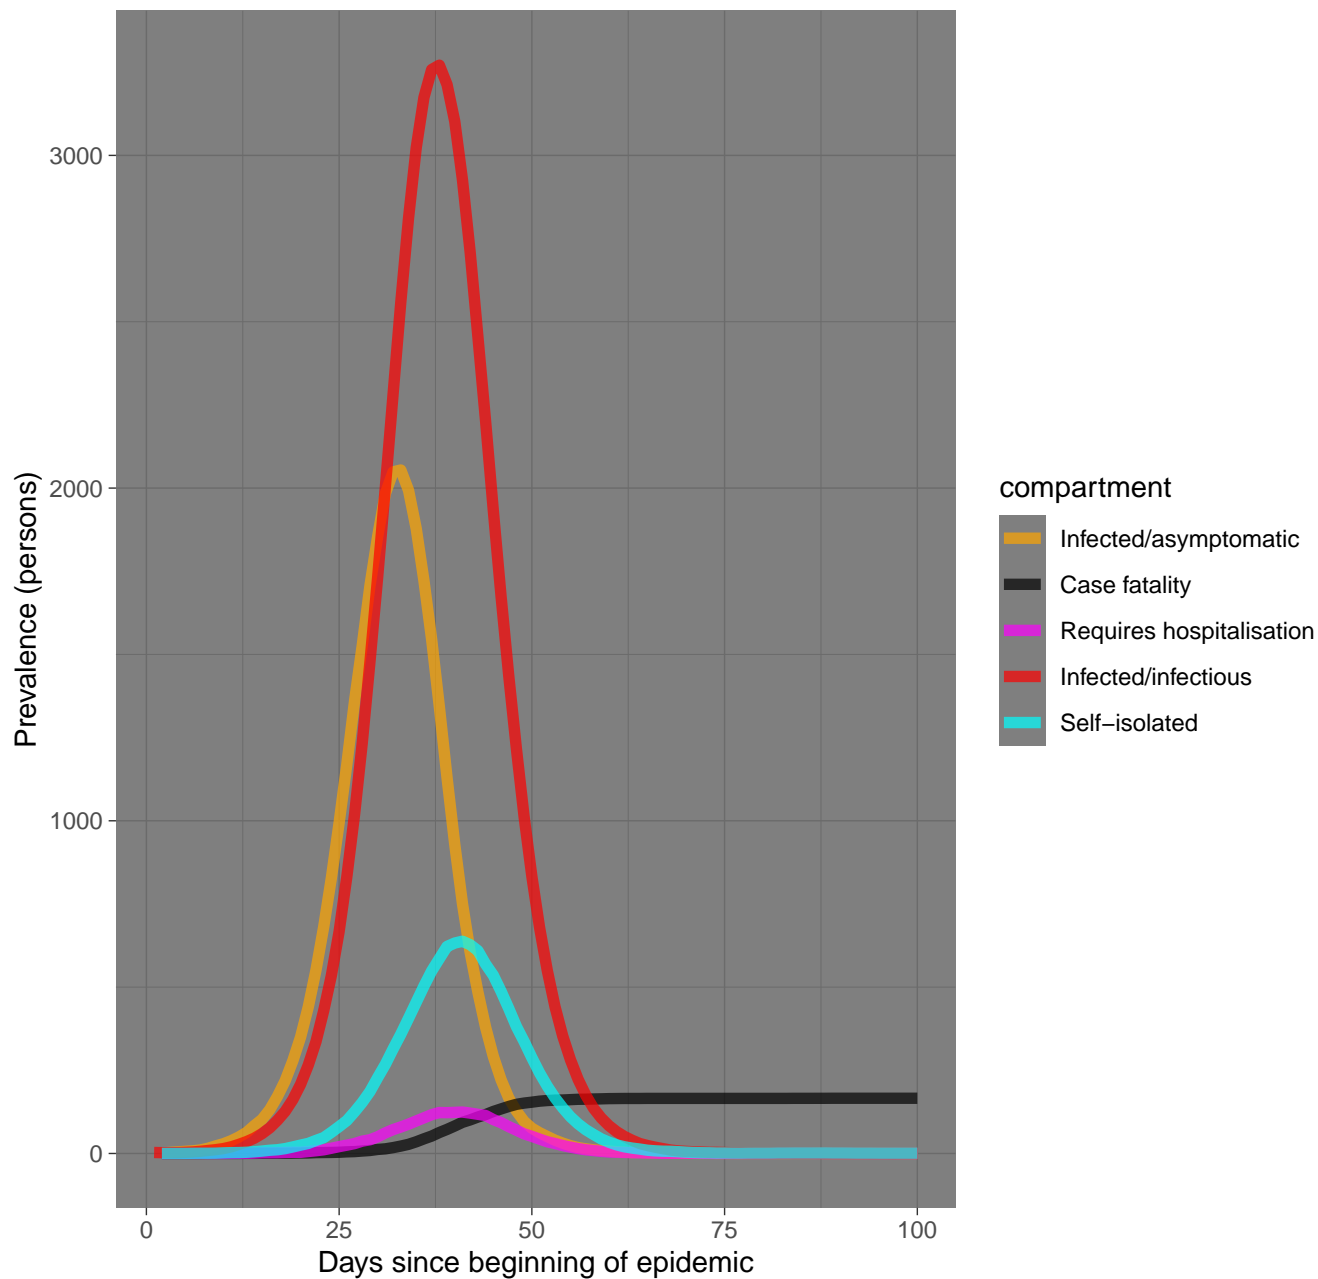 Prevalence (persons)
3000
2000
1000
0
0 25 50 75 100
Days since beginning of epidemic
compartment
Infected/asymptomatic
Case fatality
Requires hospitalisation
Infected/infectious
Self−isolated